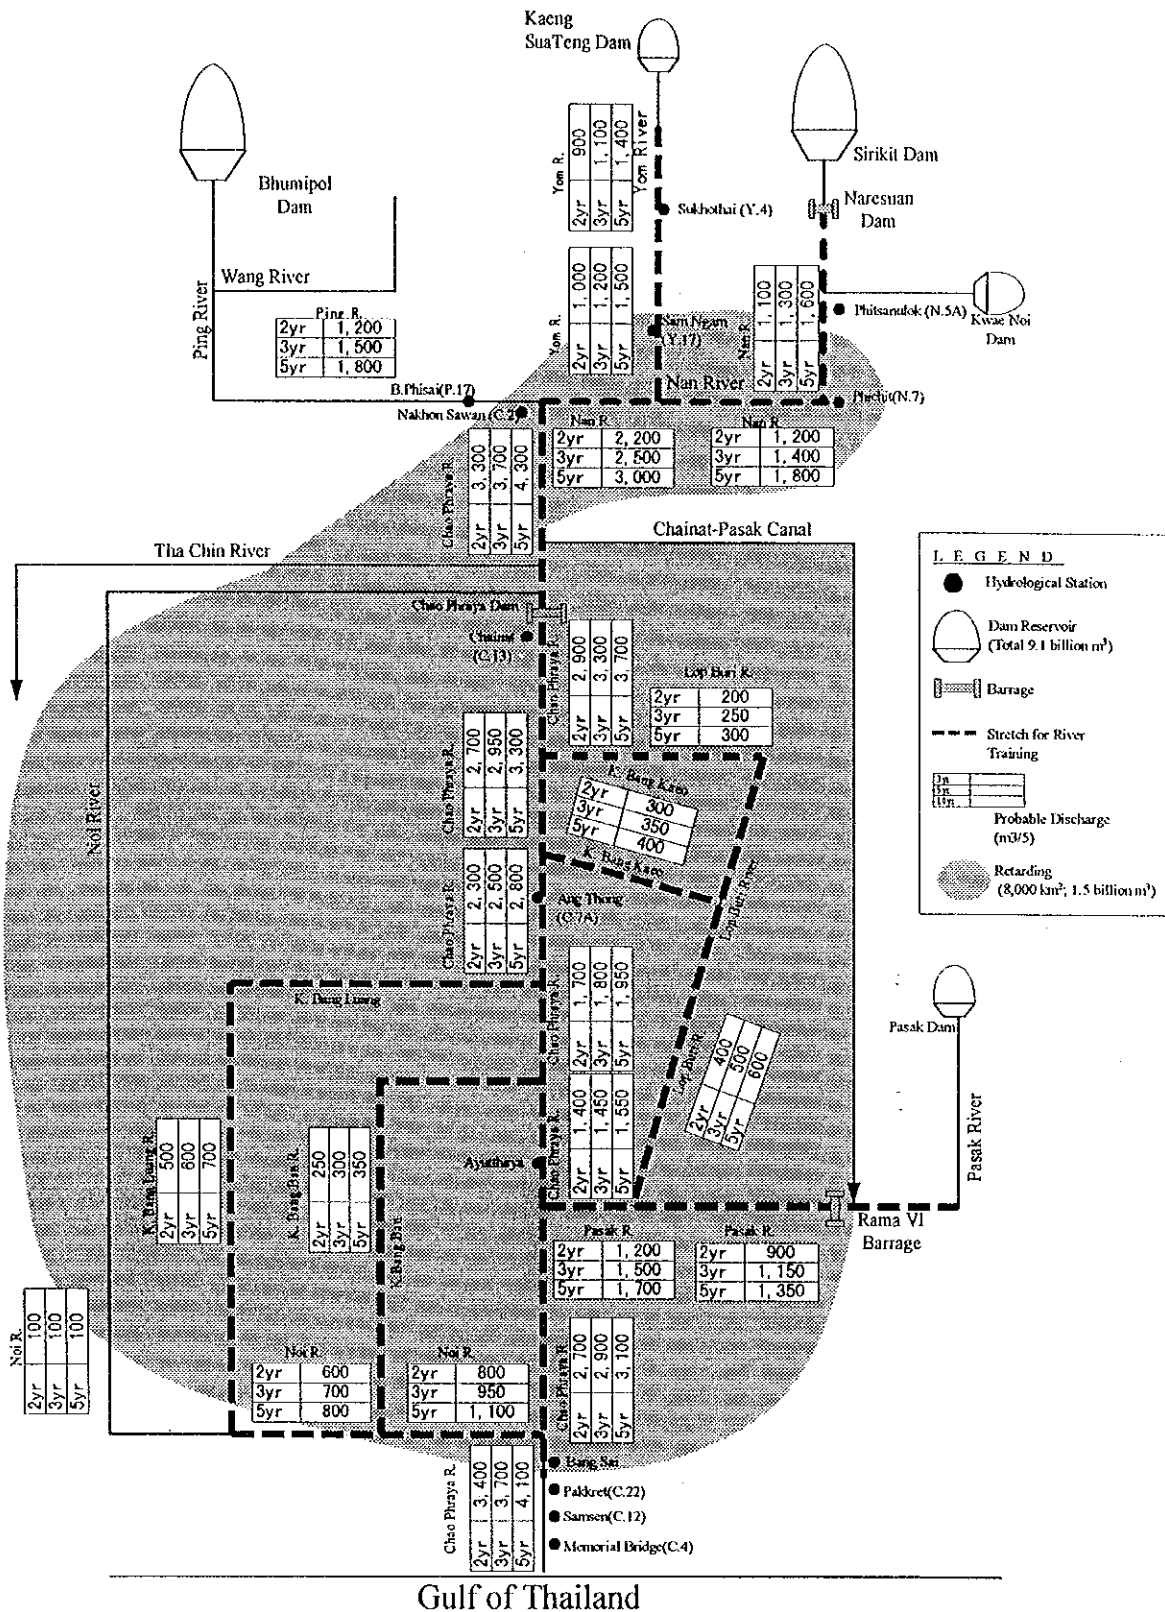 Kaeng
SuaTeng Dam
Bhumipol
Dam
Sirikit Dam
Naresuan
Dam
Yom R.
2yr 900
3yr 1,100
5yr 1,400
Yom River
Sukhothai (Y.4)
Wang River
Ping River
Ping R.
2yr 1,200
3yr 1,500
5yr 1,800
Yom R.
2yr 1,000
3yr 1,200
5yr 1,500
Sam Ngam
(Y.17)
Nan R.
2yr 1,100
3yr 1,300
5yr 1,600
Phitsanulok (N.5A)
Kwae Noi
Dam
Nan River
B.Phisai(P.17)
Nakhon Sawan (C.2)
Phichit(N.7)
Chao Phraya R.
2yr 3,300
3yr 3,700
5yr 4,300
Nan R.
2yr 2,200
3yr 2,500
5yr 3,000
Nan R.
2yr 1,200
3yr 1,400
5yr 1,800
Chainat-Pasak Canal
Tha Chin River
Chao Phraya Dam
Chainat
(C.13)
Chao Phraya R.
2yr 2,900
3yr 3,300
5yr 3,700
Lop Buri R.
2yr 200
3yr 250
5yr 300
Chao Phraya R.
2yr 2,700
3yr 2,950
5yr 3,300
K. Bang Kaeo
2yr 300
3yr 350
5yr 400
K. Bang Kaeo
Noi River
Chao Phraya R.
2yr 2,300
3yr 2,500
5yr 2,800
Ang Thong
(C.7A)
Lop Buri River
K. Bang Luang
Chao Phraya R.
2yr 1,700
3yr 1,800
5yr 1,950
Lop Buri R.
2yr 400
3yr 500
5yr 600
Chao Phraya R.
2yr 1,400
3yr 1,450
5yr 1,550
Pasak Dam
Pasak River
K. Bang Luang R.
2yr 500
3yr 600
5yr 700
K. Bang Ban R.
2yr 250
3yr 300
5yr 350
K.Bang Ban
Ayutthaya
Rama VI
Barrage
Pasak R.
2yr 1,200
3yr 1,500
5yr 1,700
Pasak R.
2yr 900
3yr 1,150
5yr 1,350
Noi R.
2yr 100
3yr 100
5yr 100
Noi R.
2yr 600
3yr 700
5yr 800
Noi R.
2yr 800
3yr 950
5yr 1,100
Chao Phraya R.
2yr 2,700
3yr 2,900
5yr 3,100
Chao Phraya R.
2yr 3,400
3yr 3,700
5yr 4,100
Bang Sai
Pakkret(C.22)
Samsen(C.12)
Memorial Bridge(C.4)
Gulf of Thailand
L E G E N D
Hydrological Station
Dam Reservoir
(Total 9.1 billion m³)
Barrage
Stretch for River
Training
Probable Discharge
(m3/5)
Retarding
(8,000 km²; 1.5 billion m³)